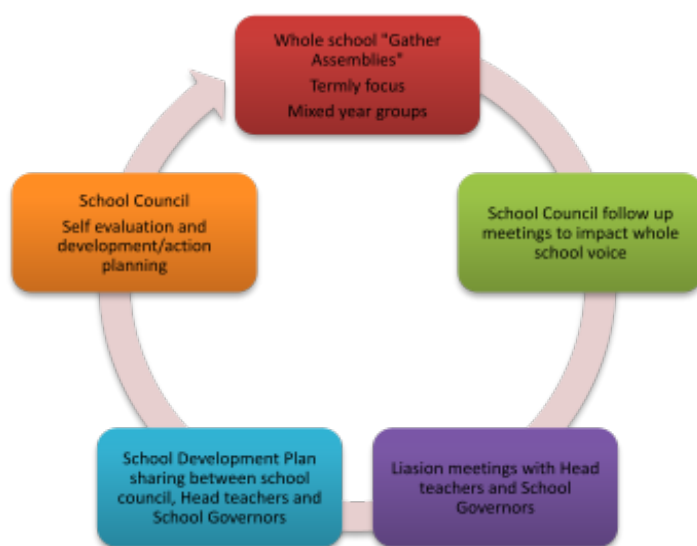 Whole school "Gather
Assemblies"
Termly focus
Mixed year groups
School Council follow up
meetings to impact whole
school voice
Liasion meetings with Head
teachers and School
Governors
School Development Plan
sharing between school
council, Head teachers and
School Governors
School Council
Self evaluation and
development/action
planning